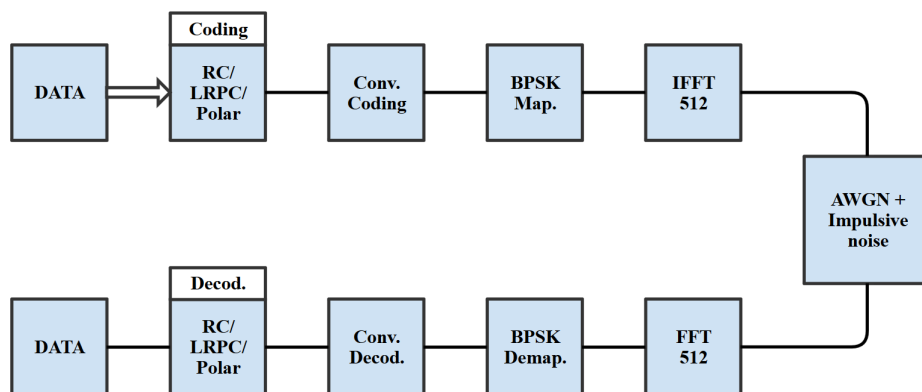 Coding
DATA
RC/
LRPC/
Polar
Conv.
Coding
BPSK
Map.
IFFT
512
AWGN +
Impulsive
noise
Decod.
DATA
RC/
LRPC/
Polar
Conv.
Decod.
BPSK
Demap.
FFT
512